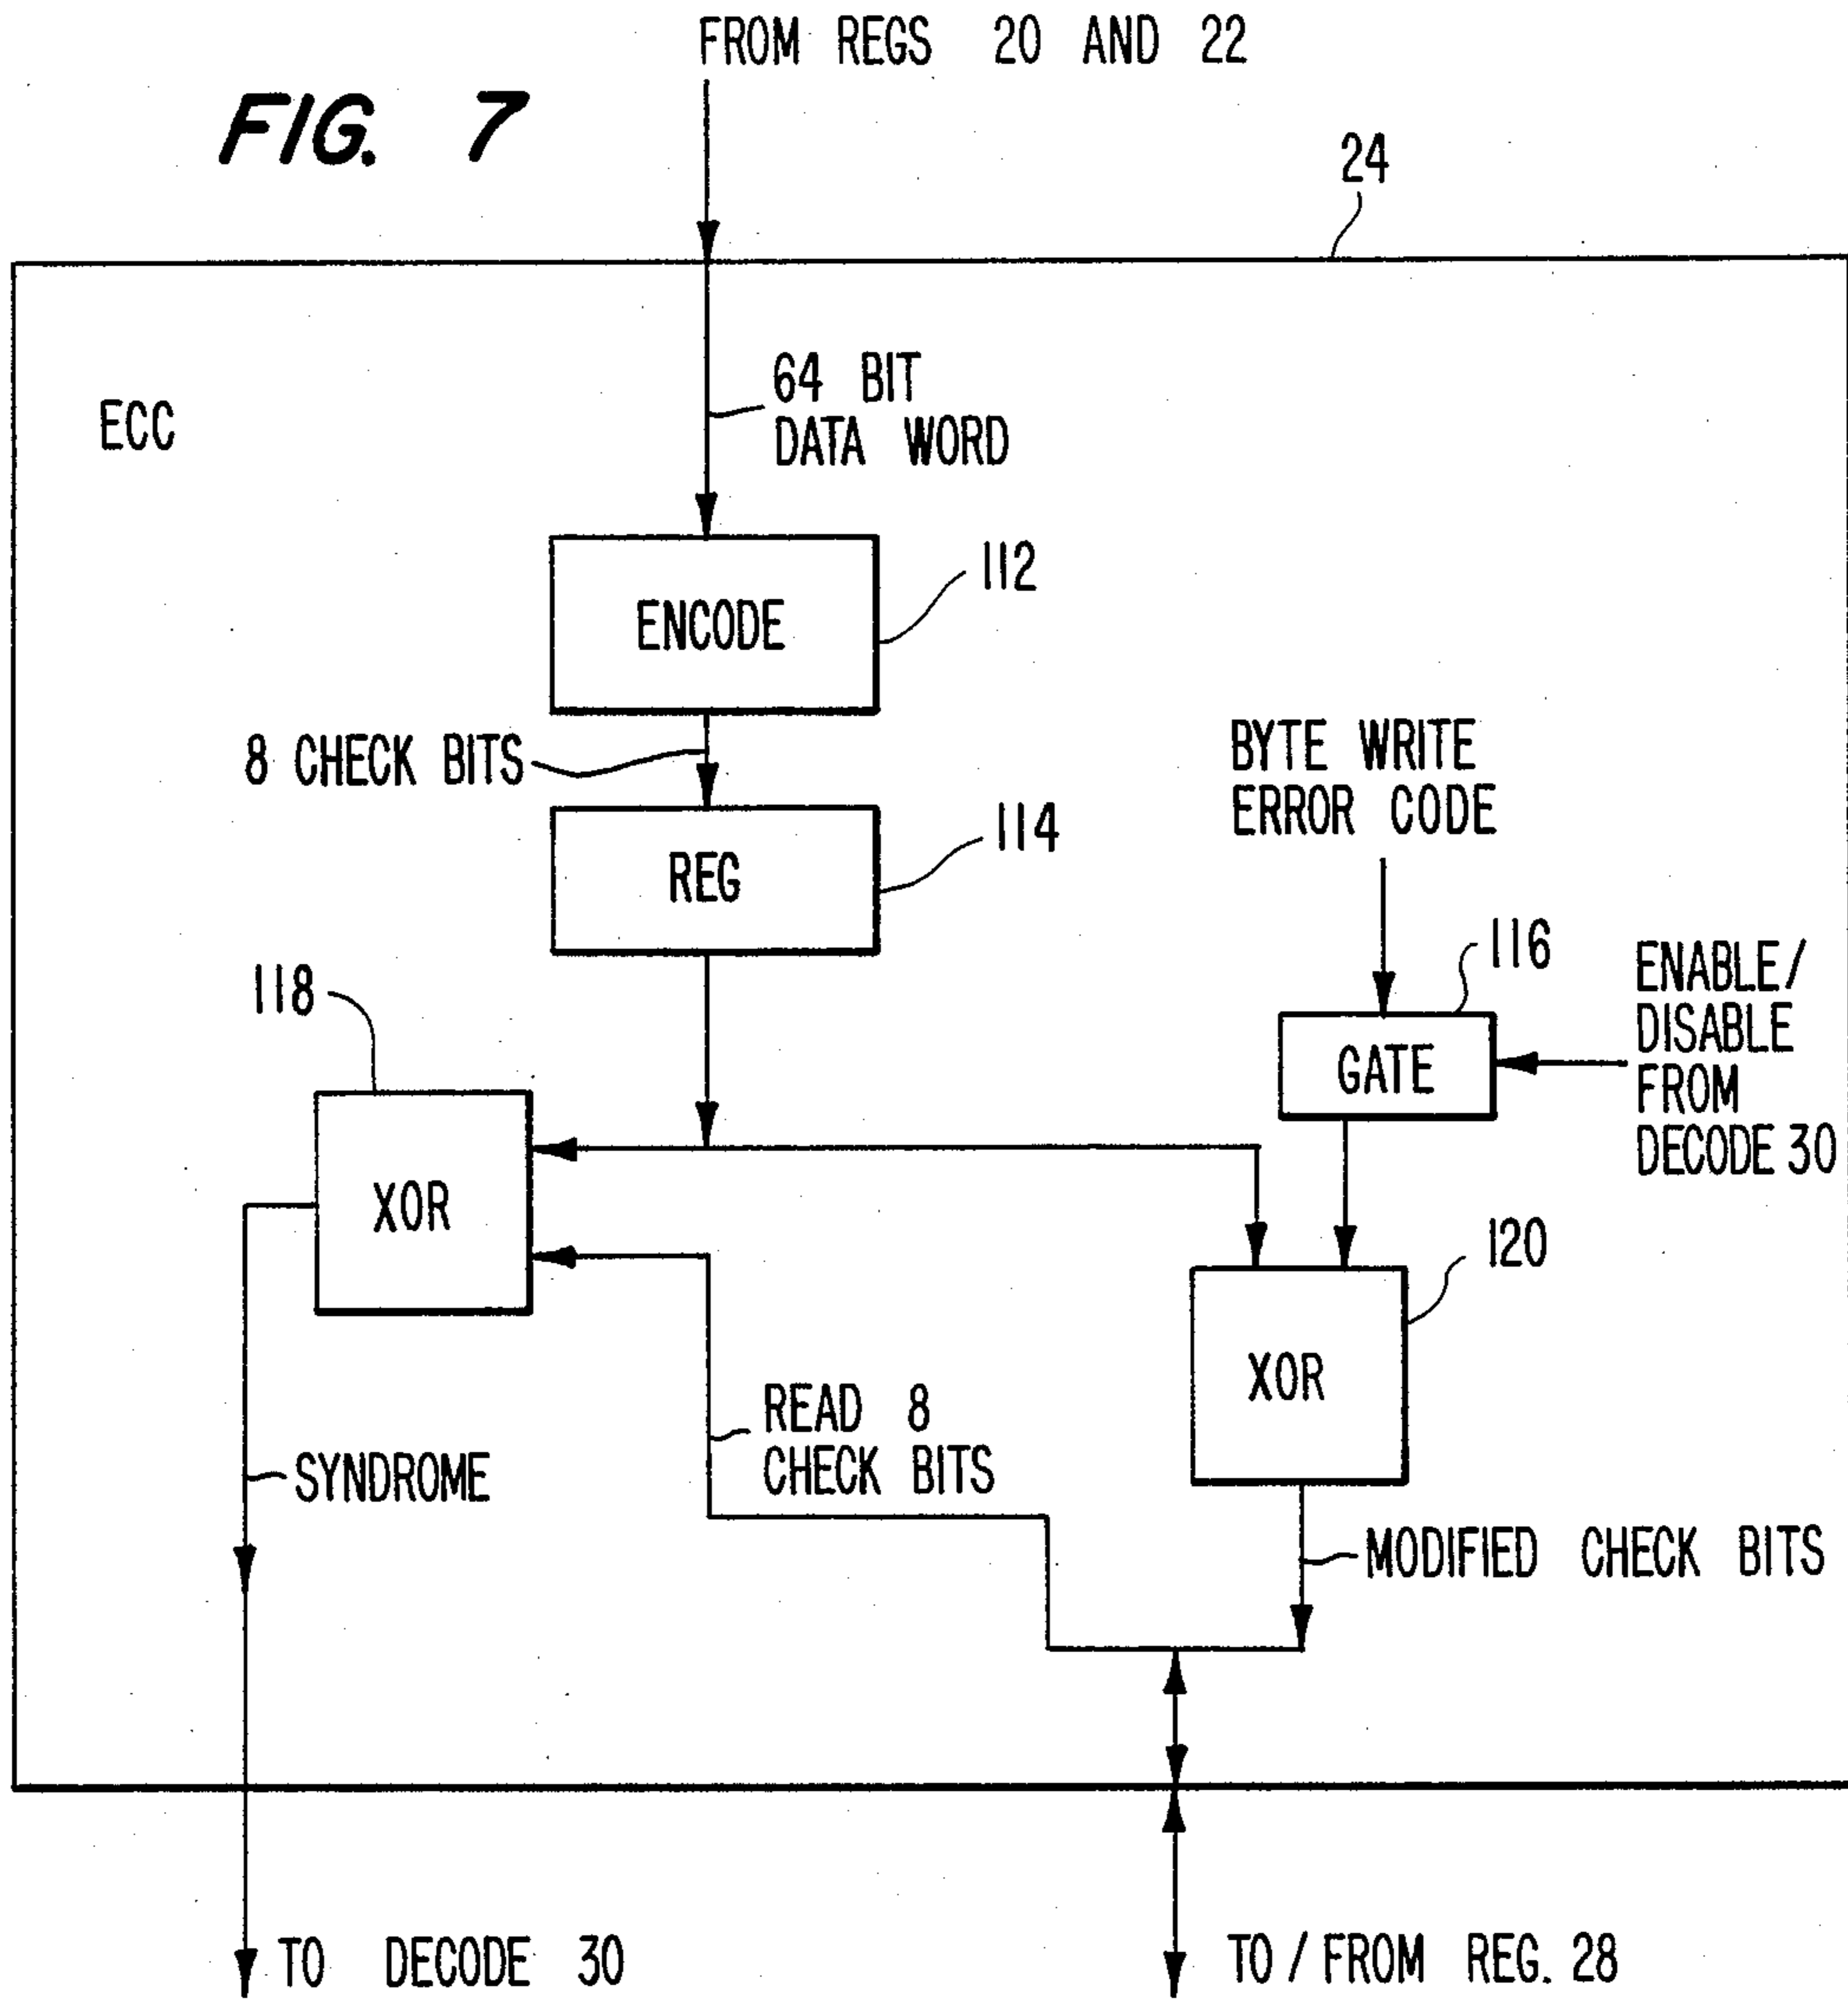 FROM REGS 20 AND 22
FIG. 7
24
64 BIT
DATA WORD
ECC
112
ENCODE
8 CHECK BITS
BYTE WRITE
ERROR CODE
114
REG
116
ENABLE/
DISABLE
FROM
DECODE 30
118
GATE
XOR
120
XOR
READ 8
CHECK BITS
SYNDROME
MODIFIED CHECK BITS
TO DECODE 30
TO / FROM REG. 28